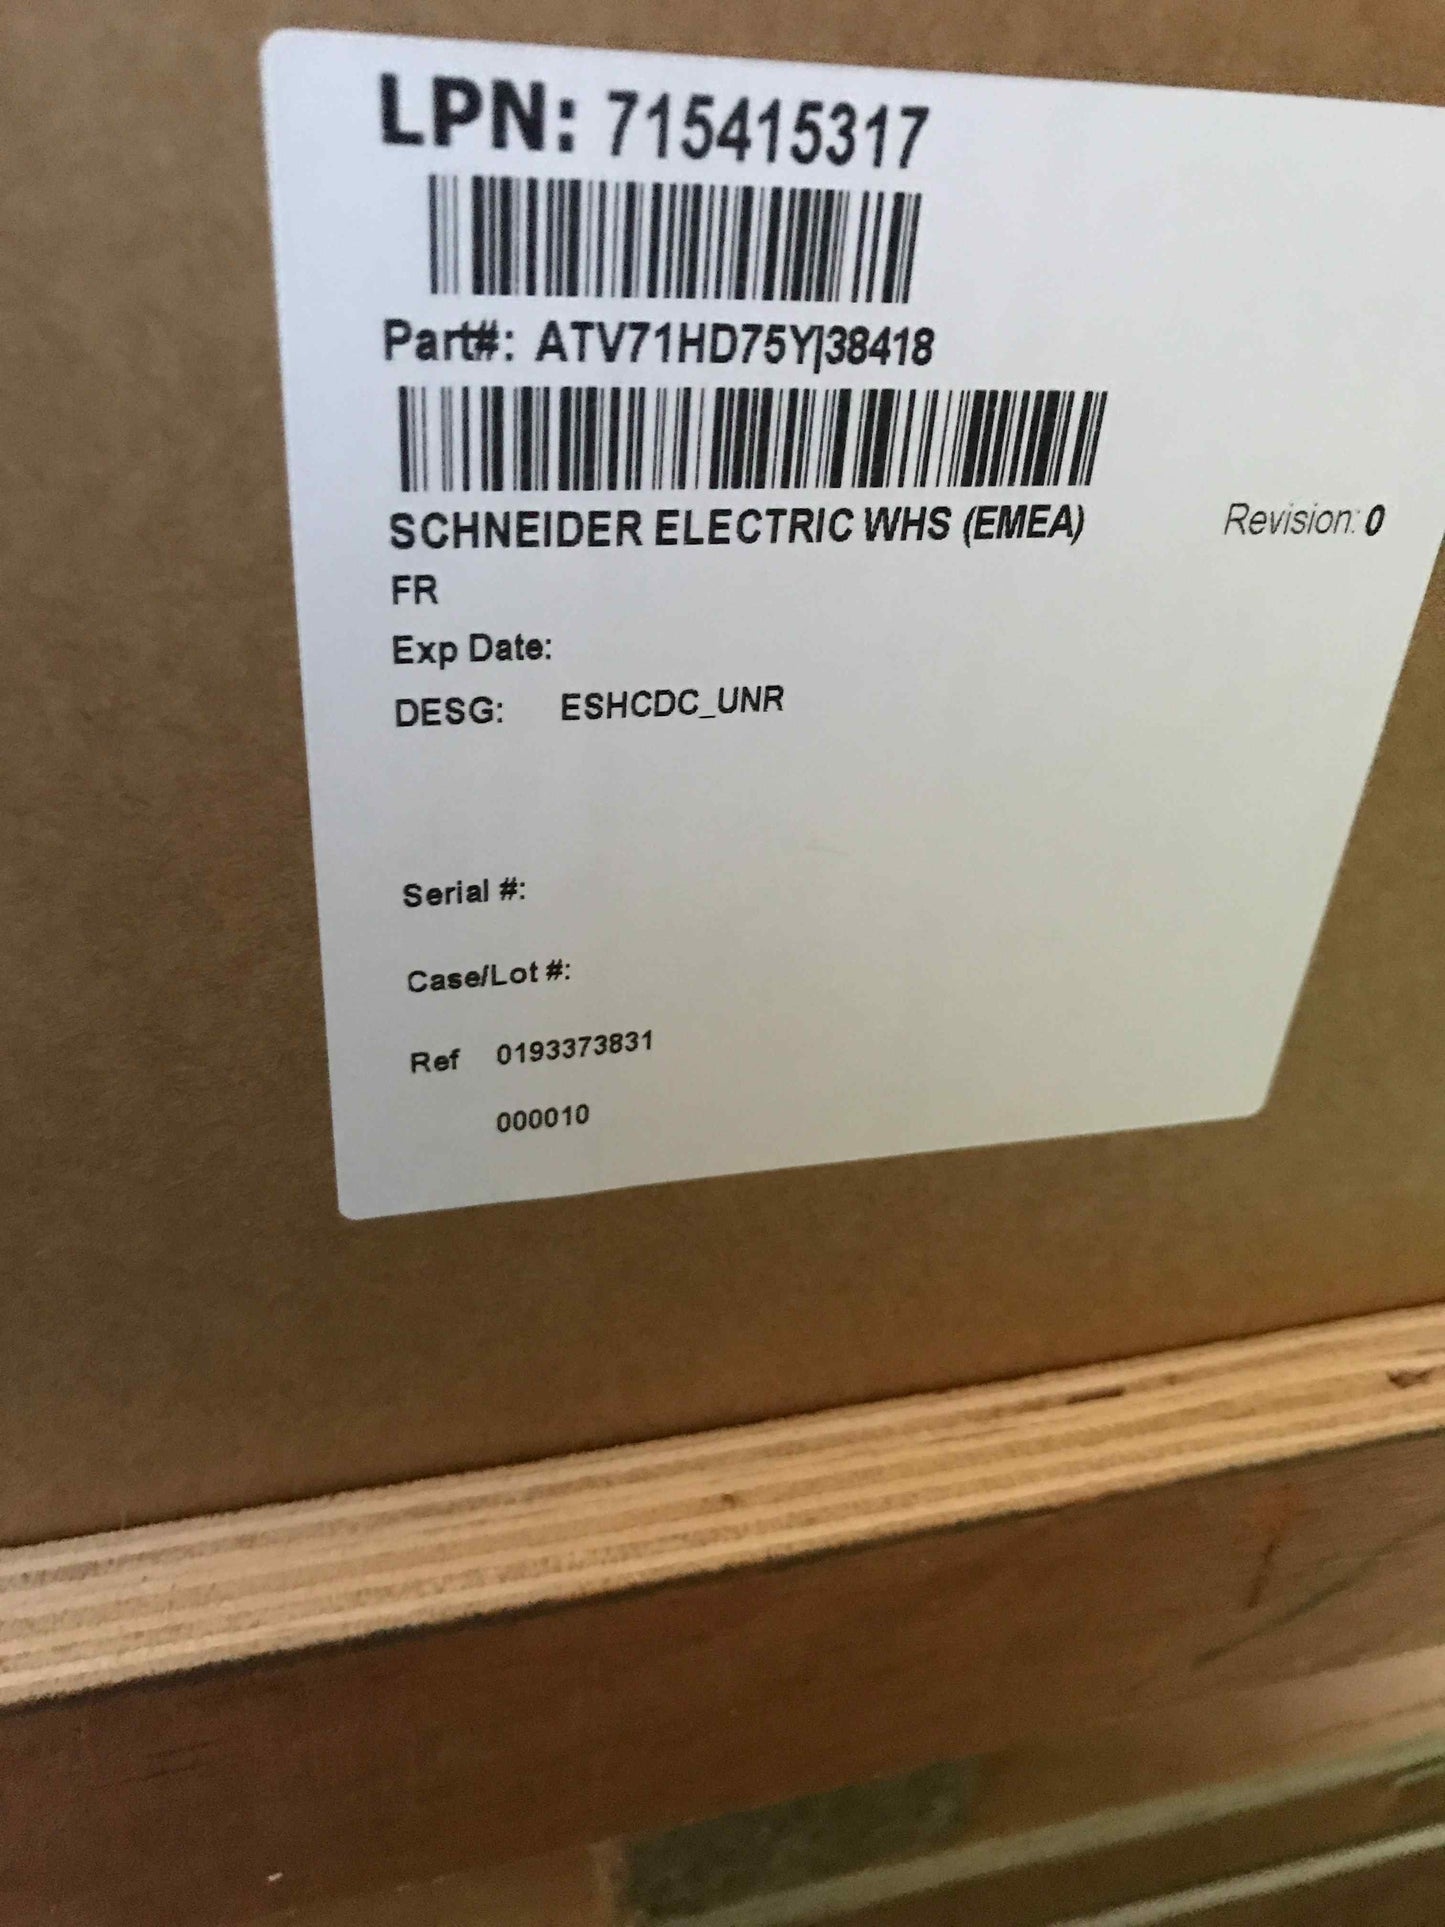 LPN: 715415317
Part#: ATV71HD75Y|38418
SCHNEIDER ELECTRIC WHS (EMEA) Revision: 0
FR
Exp Date:
DESG: ESHCDC_UNR
Serial #:
Case/Lot #:
Ref 0193373831
000010